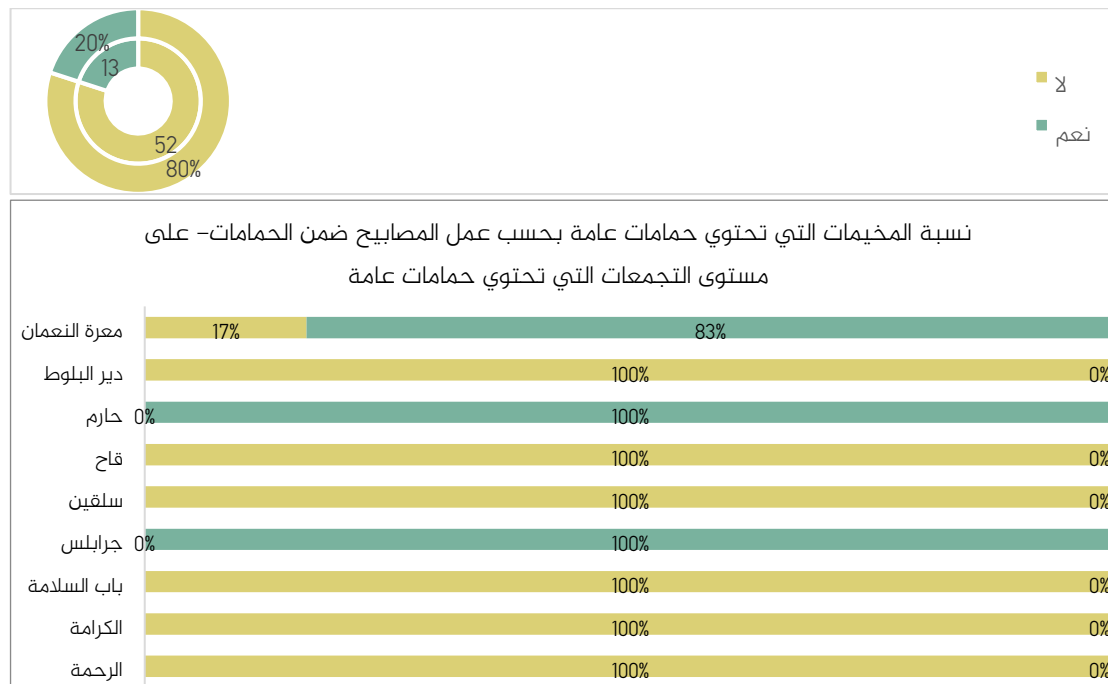 20%
13
52
80%
لا
نعم
نسبة المخيمات التي تحتوي حمامات عامة بحسب عمل المصابيح ضمن الحمامات– على
مستوى التجمعات التي تحتوي حمامات عامة
معرة النعمان 17% 83%
دير البلوط 100% 0%
حارم 0% 100%
قاح 100% 0%
سلقين 100% 0%
جرابلس 0% 100%
باب السلامة 100% 0%
الكرامة 100% 0%
الرحمة 100% 0%